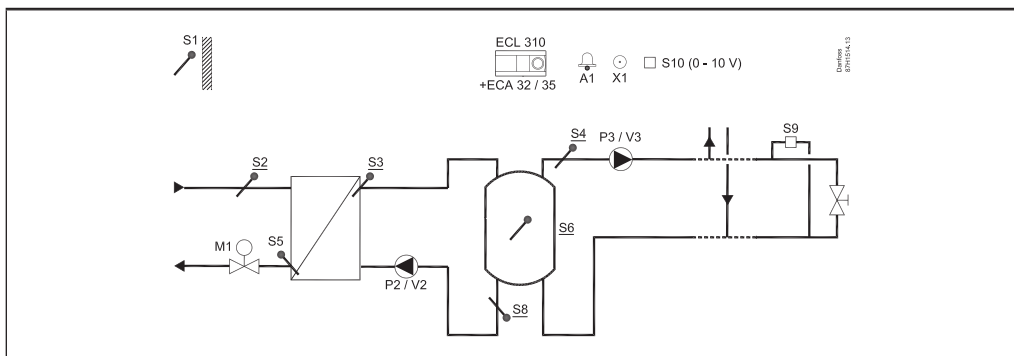 S1
ECL 310
+ECA 32 / 35
A1
X1
S10 (0 - 10 V)
Danfoss
87H1514.13
S4
P3 / V3
S9
S2
S3
S6
M1
S5
P2 / V2
S8